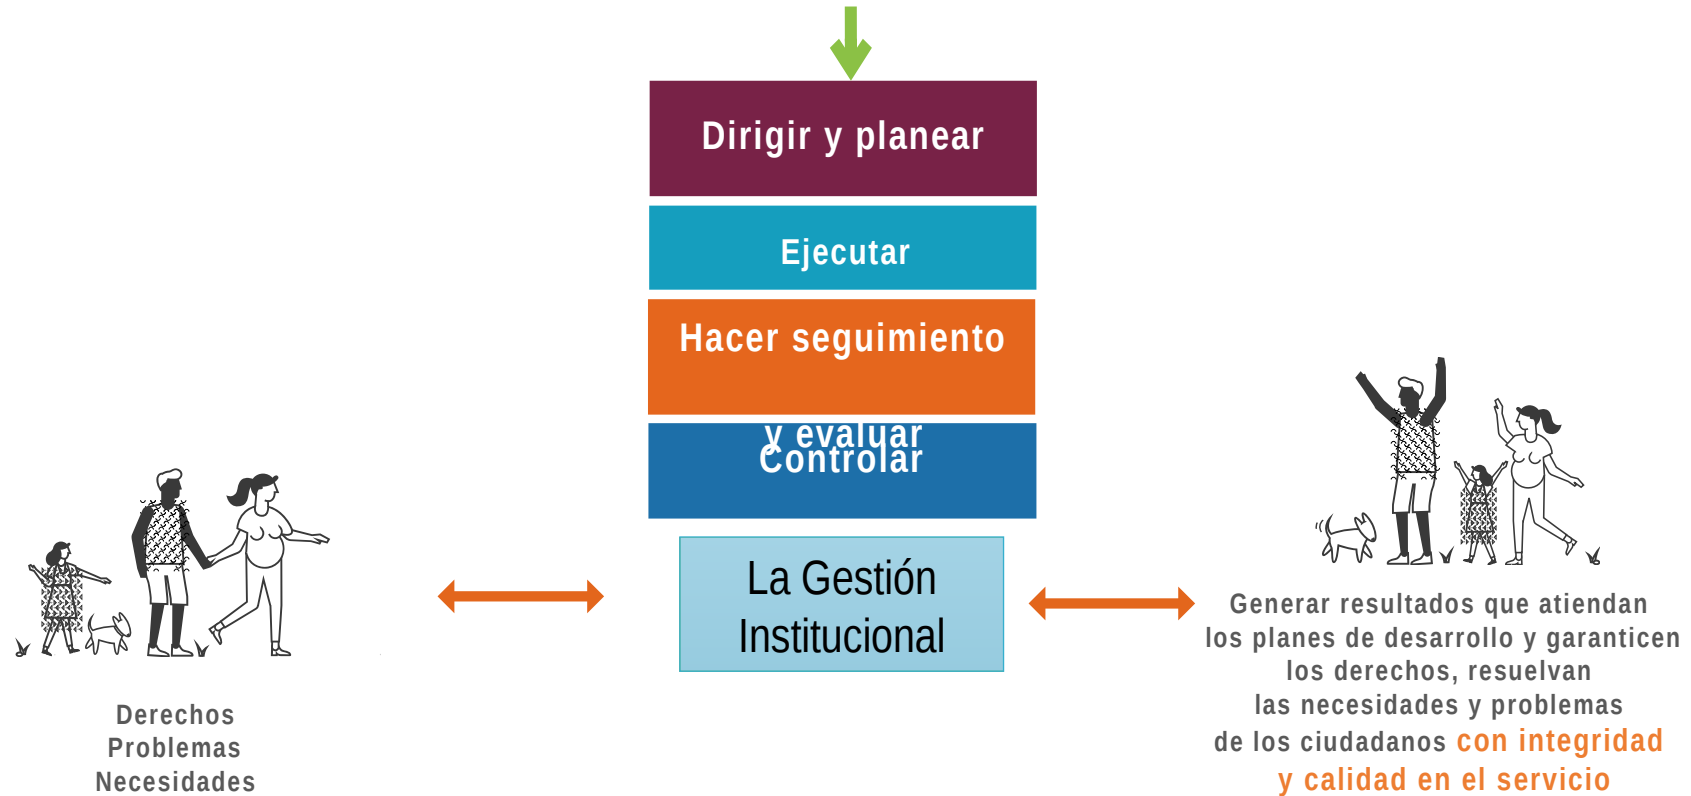 Dirigir y planear
Ejecutar
Hacer seguimiento
y evaluar
Controlar
La Gestión
Institucional
Derechos
Problemas
Necesidades
Generar resultados que atiendan
los planes de desarrollo y garanticen
los derechos, resuelvan
las necesidades y problemas
de los ciudadanos con integridad
y calidad en el servicio